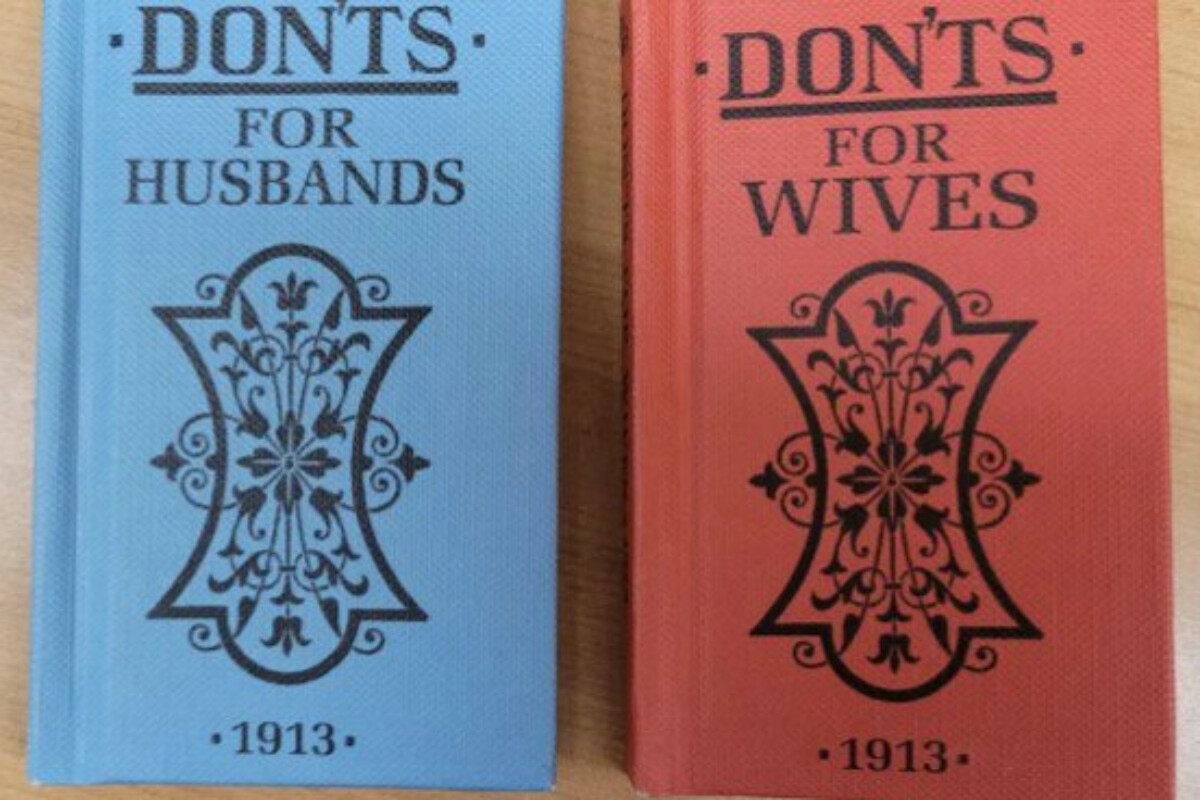 ·DON'TS·
FOR
HUSBANDS
·1913·
·DON'TS·
FOR
WIVES
·1913·